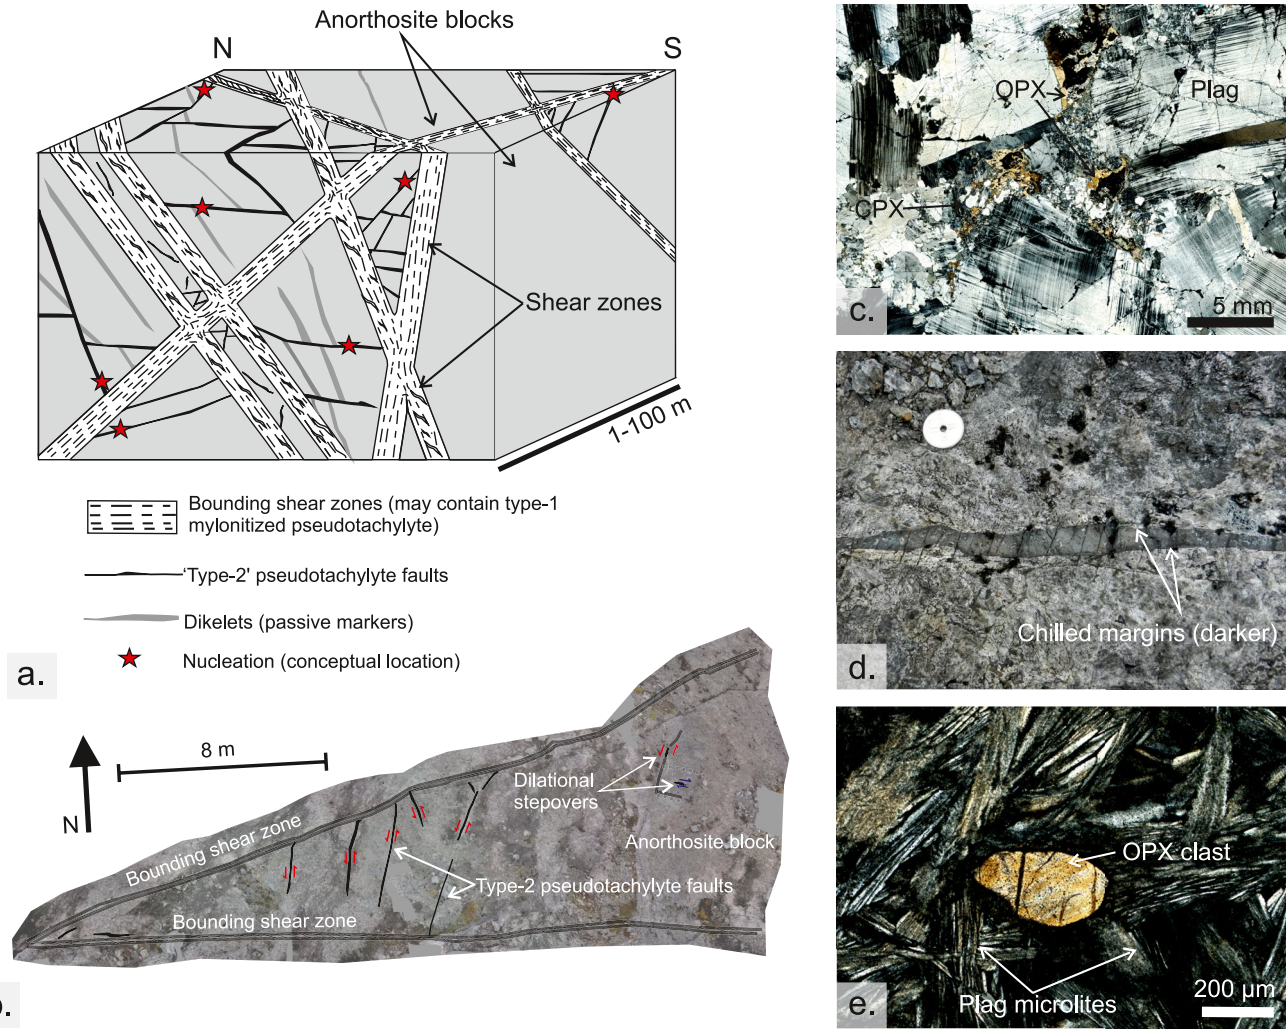 Anorthosite blocks
N
S
Shear zones
1-100 m
Bounding shear zones (may contain type-1
mylonitized pseudotachylyte)
'Type-2' pseudotachylyte faults
Dikelets (passive markers)
Nucleation (conceptual location)
a.
8 m
N
Dilational
stepovers
Bounding shear zone
Anorthosite block
Type-2 pseudotachylyte faults
Bounding shear zone
OPX
Plag
CPX
5 mm
c.
Chilled margins (darker)
d.
OPX clast
Plag microlites
200 µm
e.